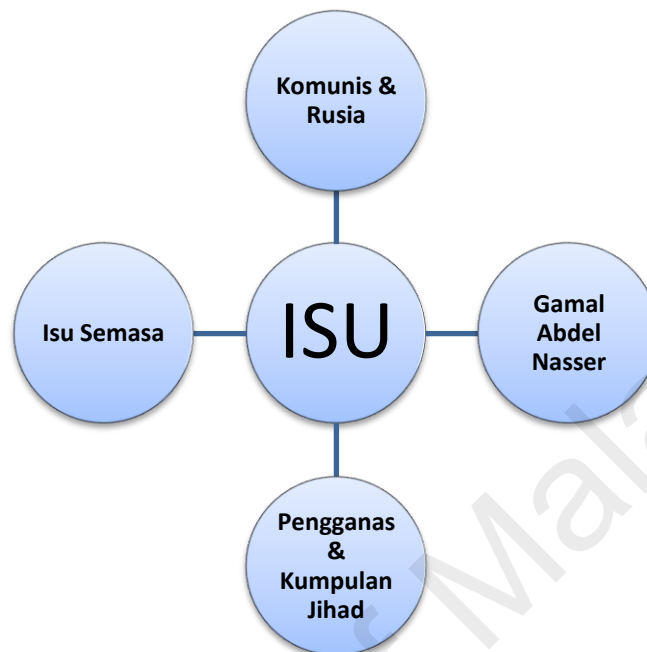 Komunis &
Rusia
Isu Semasa
ISU
Gamal
Abdel
Nasser
Pengganas
&
Kumpulan
Jihad